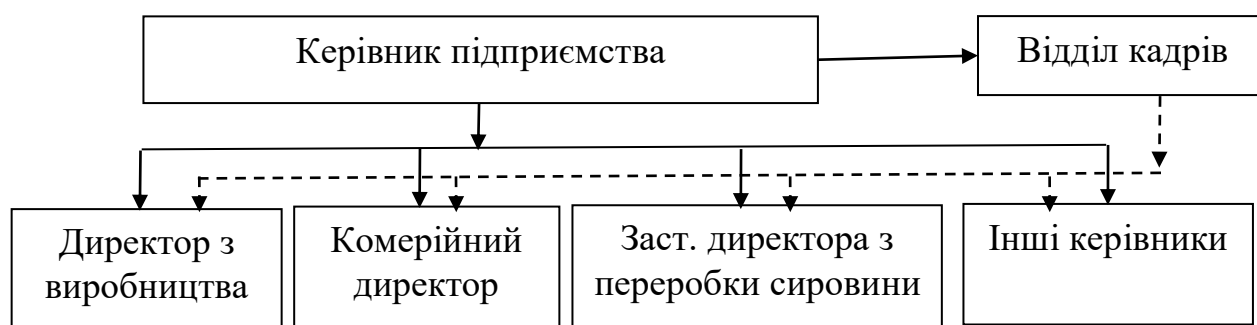 Керівник підприємства
Відділ кадрів
Директор з
виробництва
Комерійний
директор
Заст. директора з
переробки сировини
Інші керівники